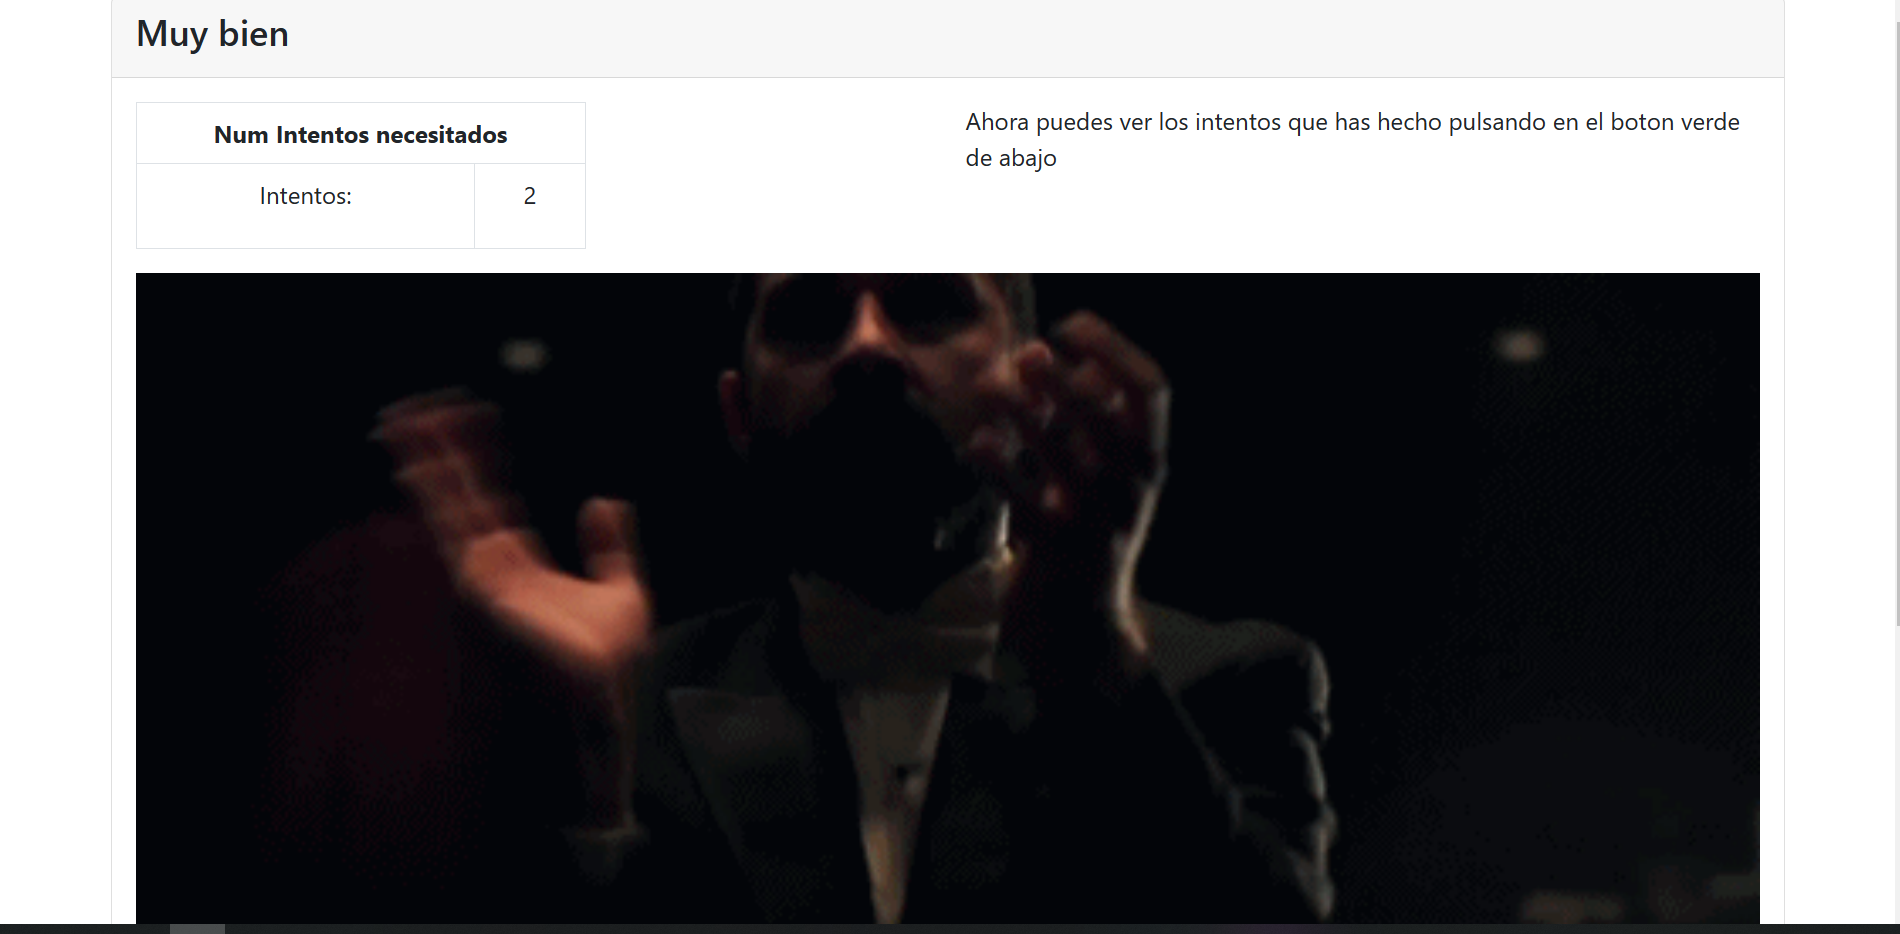 Muy bien
Num Intentos necesitados
Intentos: 2
Ahora puedes ver los intentos que has hecho pulsando en el boton verde
de abajo